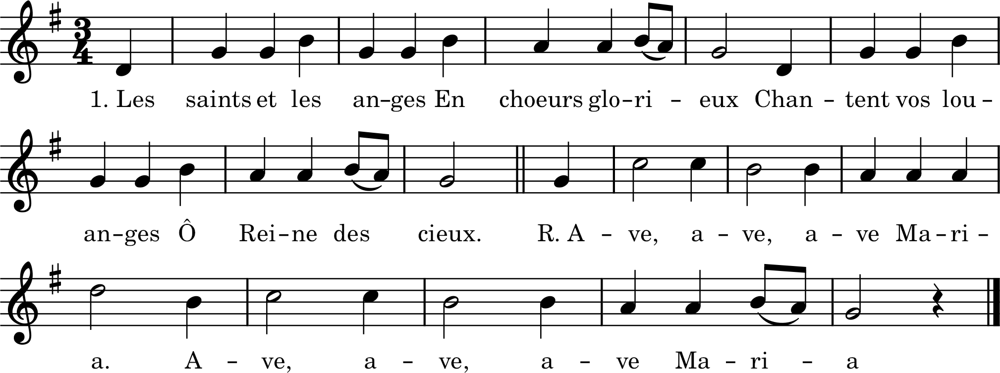 1. Les saints et les an-ges En choeurs glo-ri - eux Chan - tent vos lou -
an-ges Ô Rei-ne des cieux. R. A - ve, a - ve, a - ve Ma-ri -
a. A - ve, a - ve, a - ve Ma - ri - a